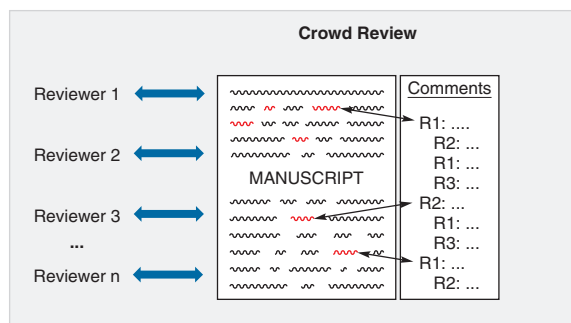 Crowd Review
Reviewer 1
Reviewer 2
Reviewer 3
...
Reviewer n
MANUSCRIPT
Comments
R1: ....
R2: ...
R1: ...
R3: ...
R2: ...
R1: ...
R3: ...
R1: ...
R2: ...